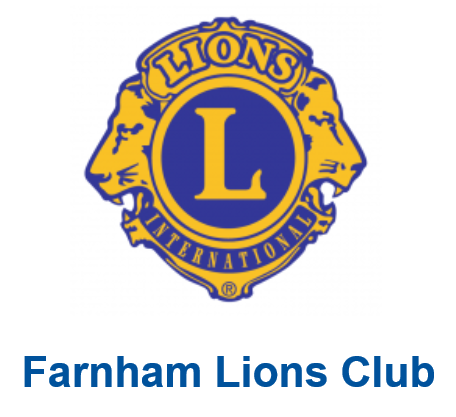 LIONS
L
INTERNATIONAL
®
Farnham Lions Club